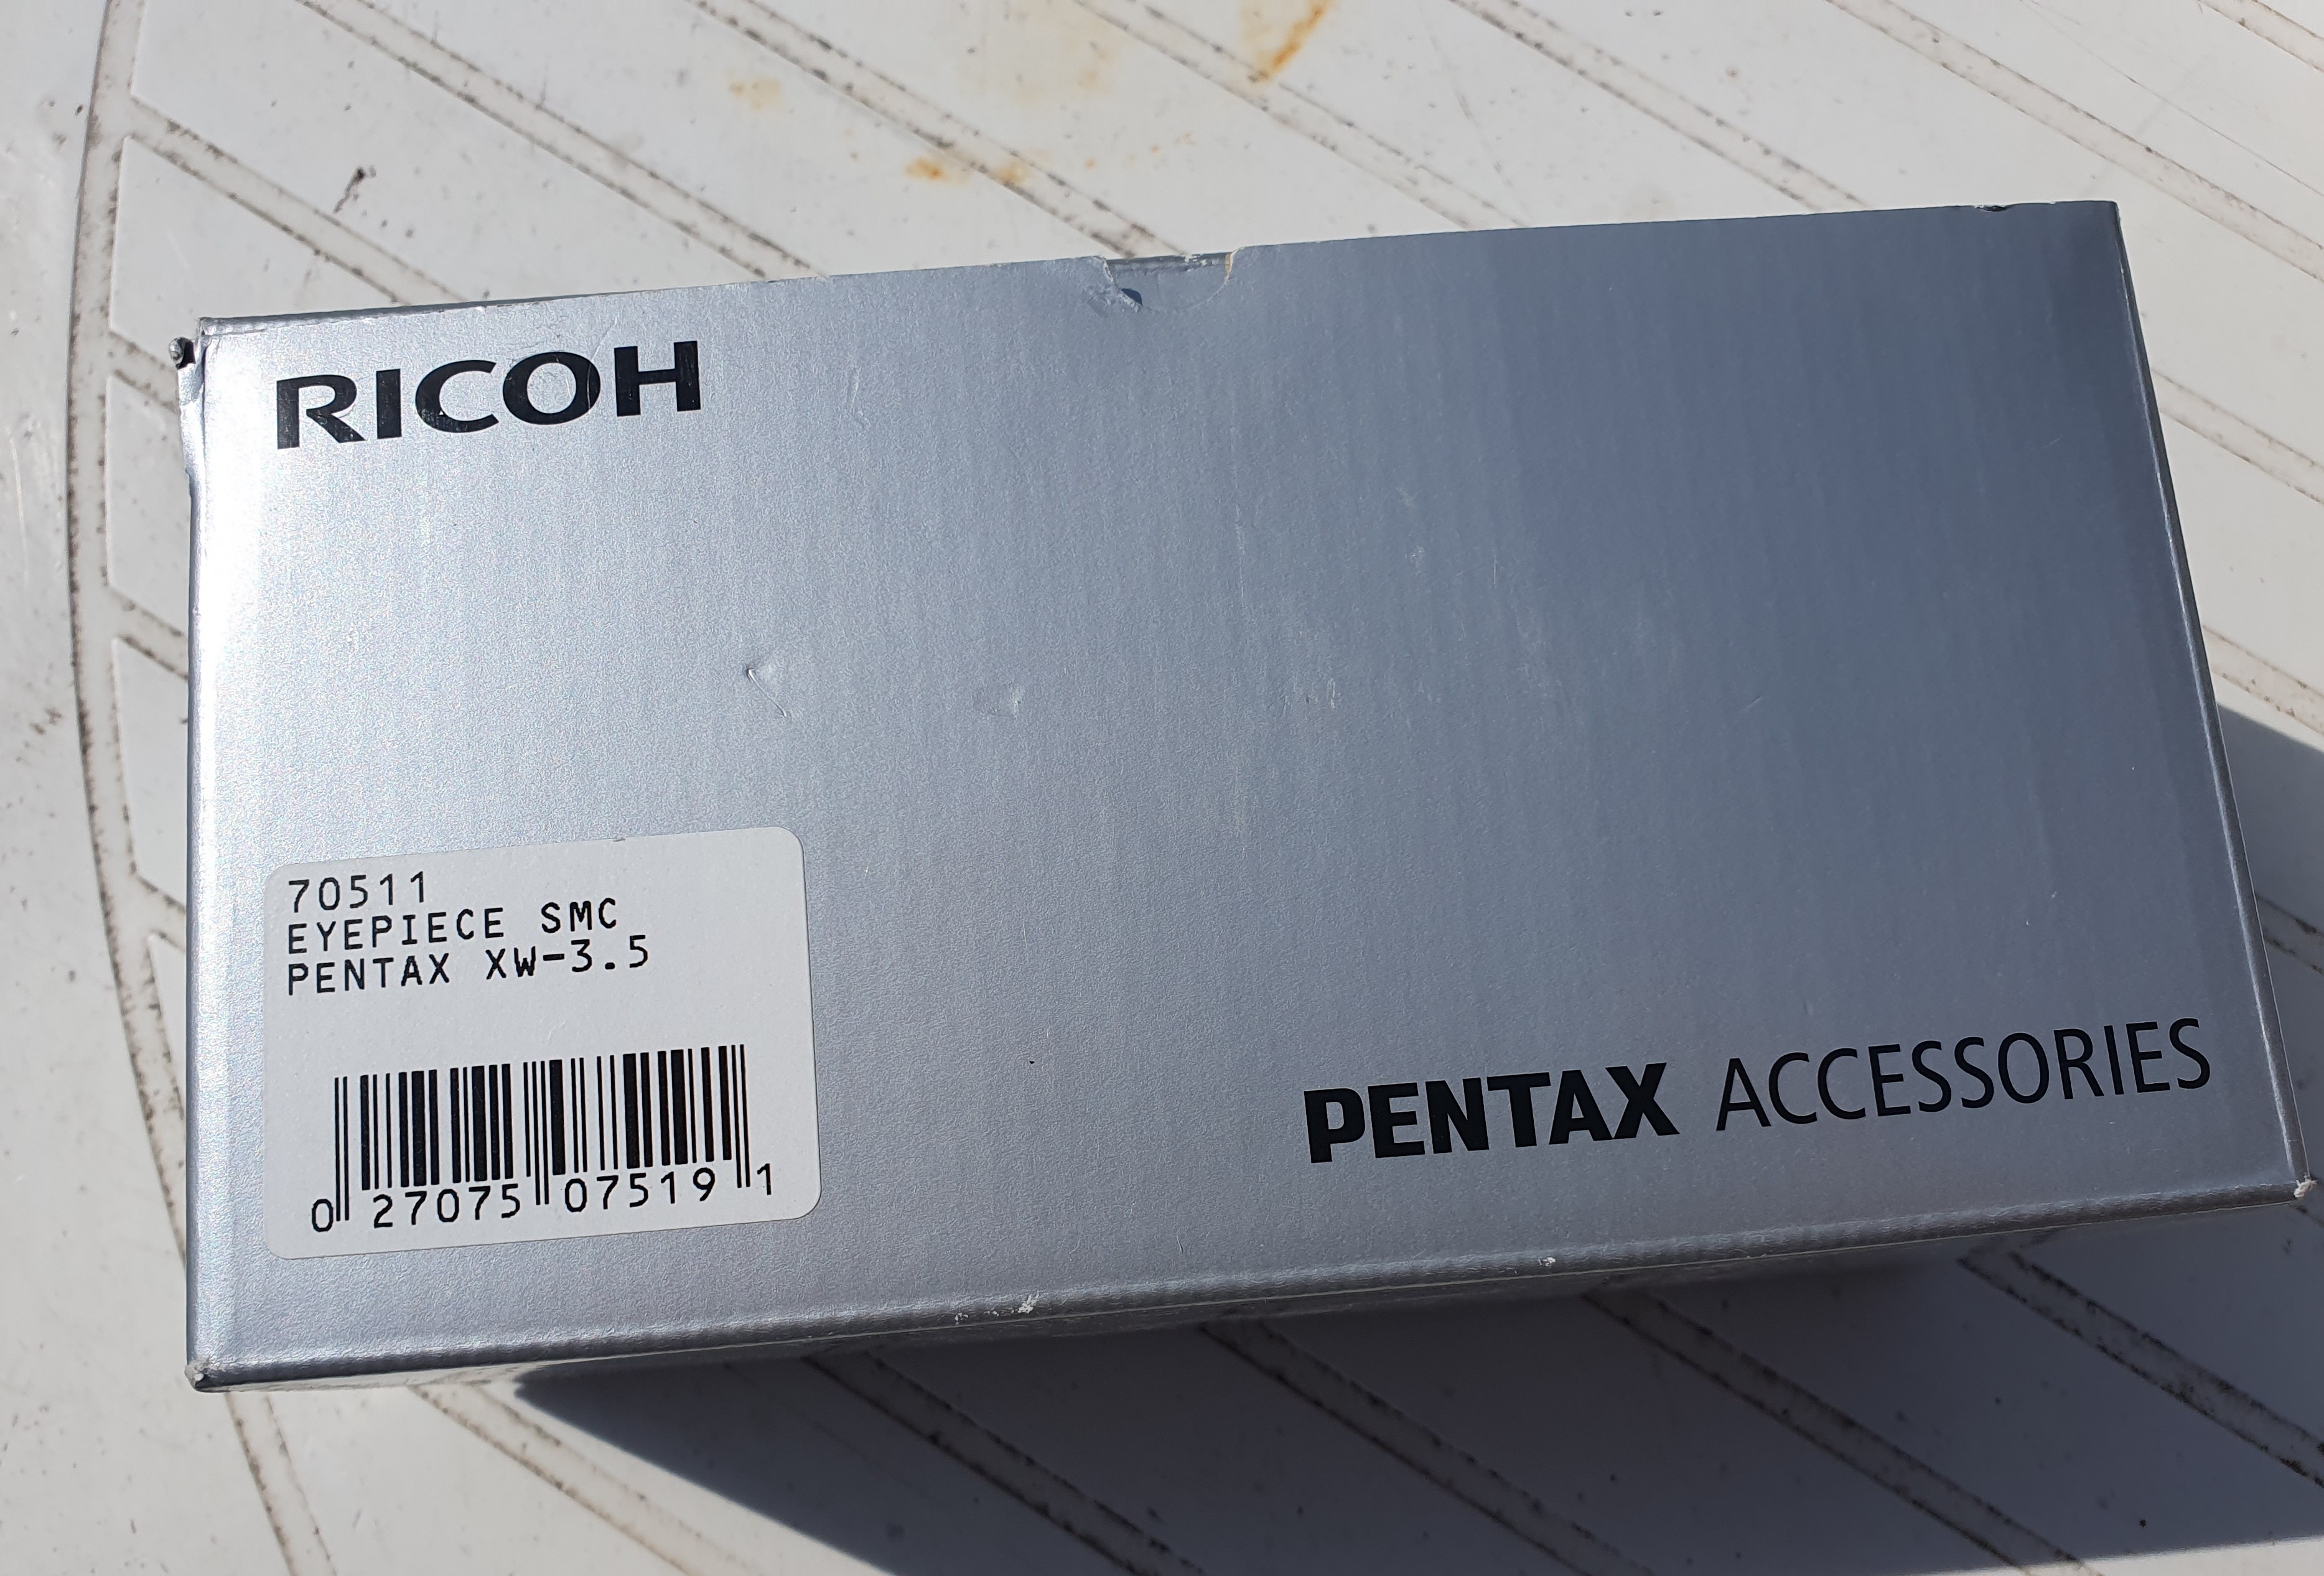 RICOH
70511
EYEPIECE SMC
PENTAX XW-3.5
0 27075 07519 1
PENTAX ACCESSORIES